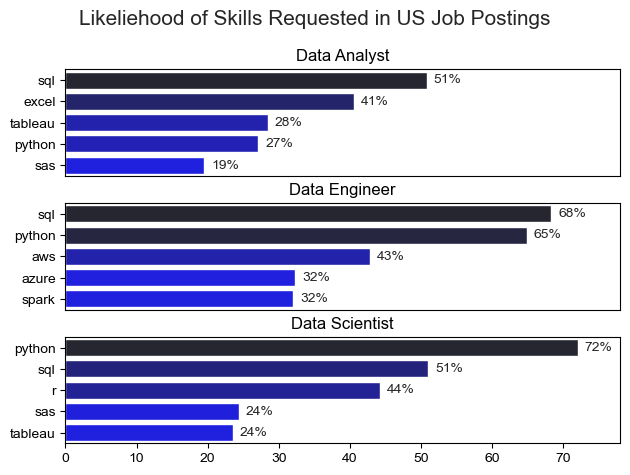 Likeliehood of Skills Requested in US Job Postings
Data Analyst
sql 51%
excel 41%
tableau 28%
python 27%
sas 19%
Data Engineer
sql 68%
python 65%
aws 43%
azure 32%
spark 32%
Data Scientist
python 72%
sql 51%
r 44%
sas 24%
tableau 24%
0 10 20 30 40 50 60 70